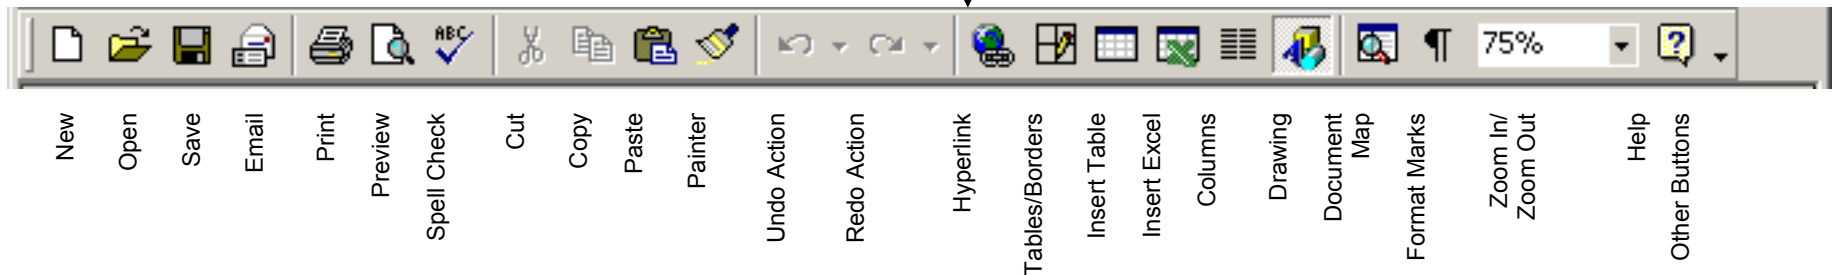 ABC
75%
?
New
Open
Save
Email
Print
Preview
Spell Check
Cut
Copy
Paste
Painter
Undo Action
Redo Action
Hyperlink
Tables/Borders
Insert Table
Insert Excel
Columns
Drawing
Document
Map
Format Marks
Zoom In/
Zoom Out
Help
Other Buttons